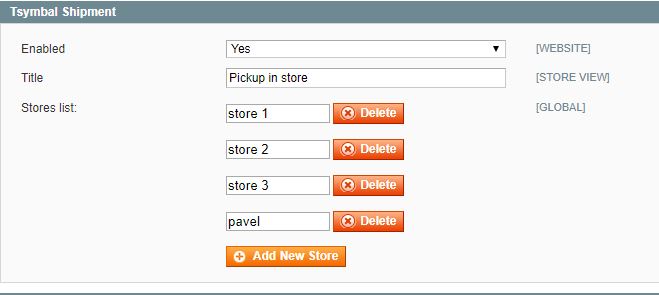 Tsymbal Shipment
Enabled Yes [WEBSITE]
Title Pickup in store [STORE VIEW]
Stores list: store 1 Delete [GLOBAL]
store 2 Delete
store 3 Delete
pavel Delete
Add New Store